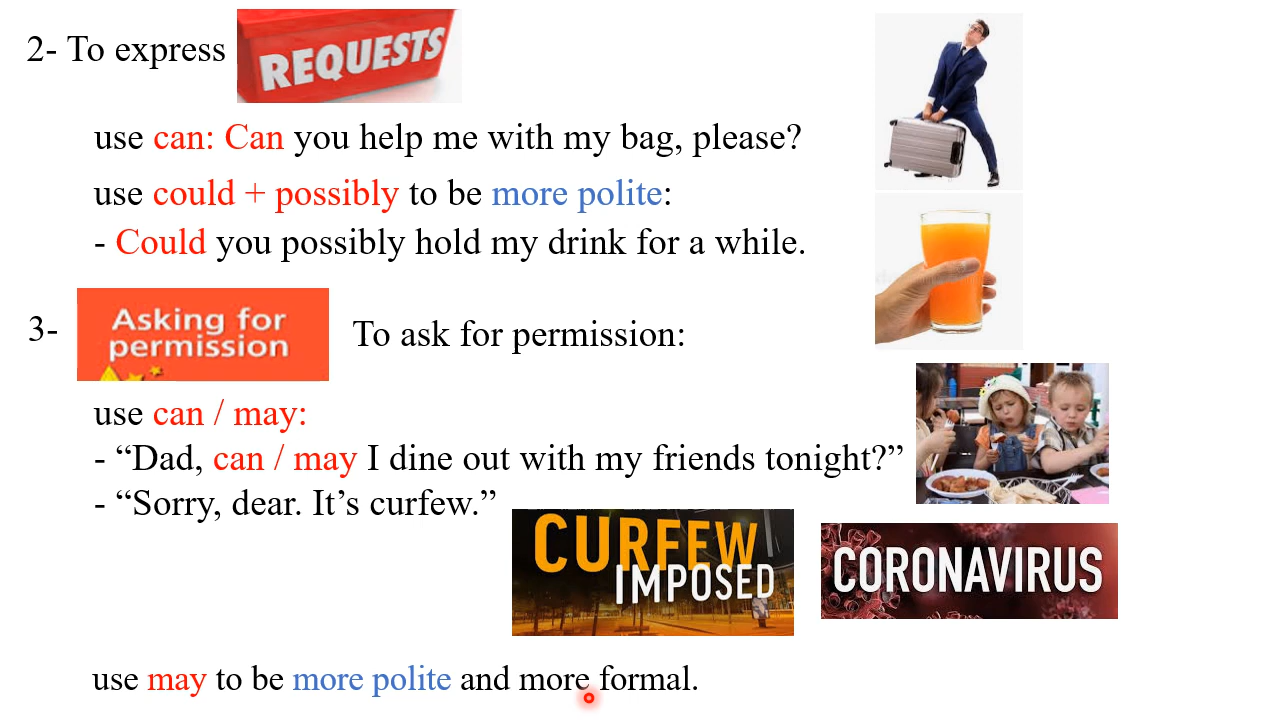 2- To express
REQUESTS
use can: Can you help me with my bag, please?
use could + possibly to be more polite:
- Could you possibly hold my drink for a while.
3-
Asking for
permission
To ask for permission:
use can / may:
- “Dad, can / may I dine out with my friends tonight?”
- “Sorry, dear. It’s curfew.”
CURFEW
IMPOSED
CORONAVIRUS
use may to be more polite and more formal.